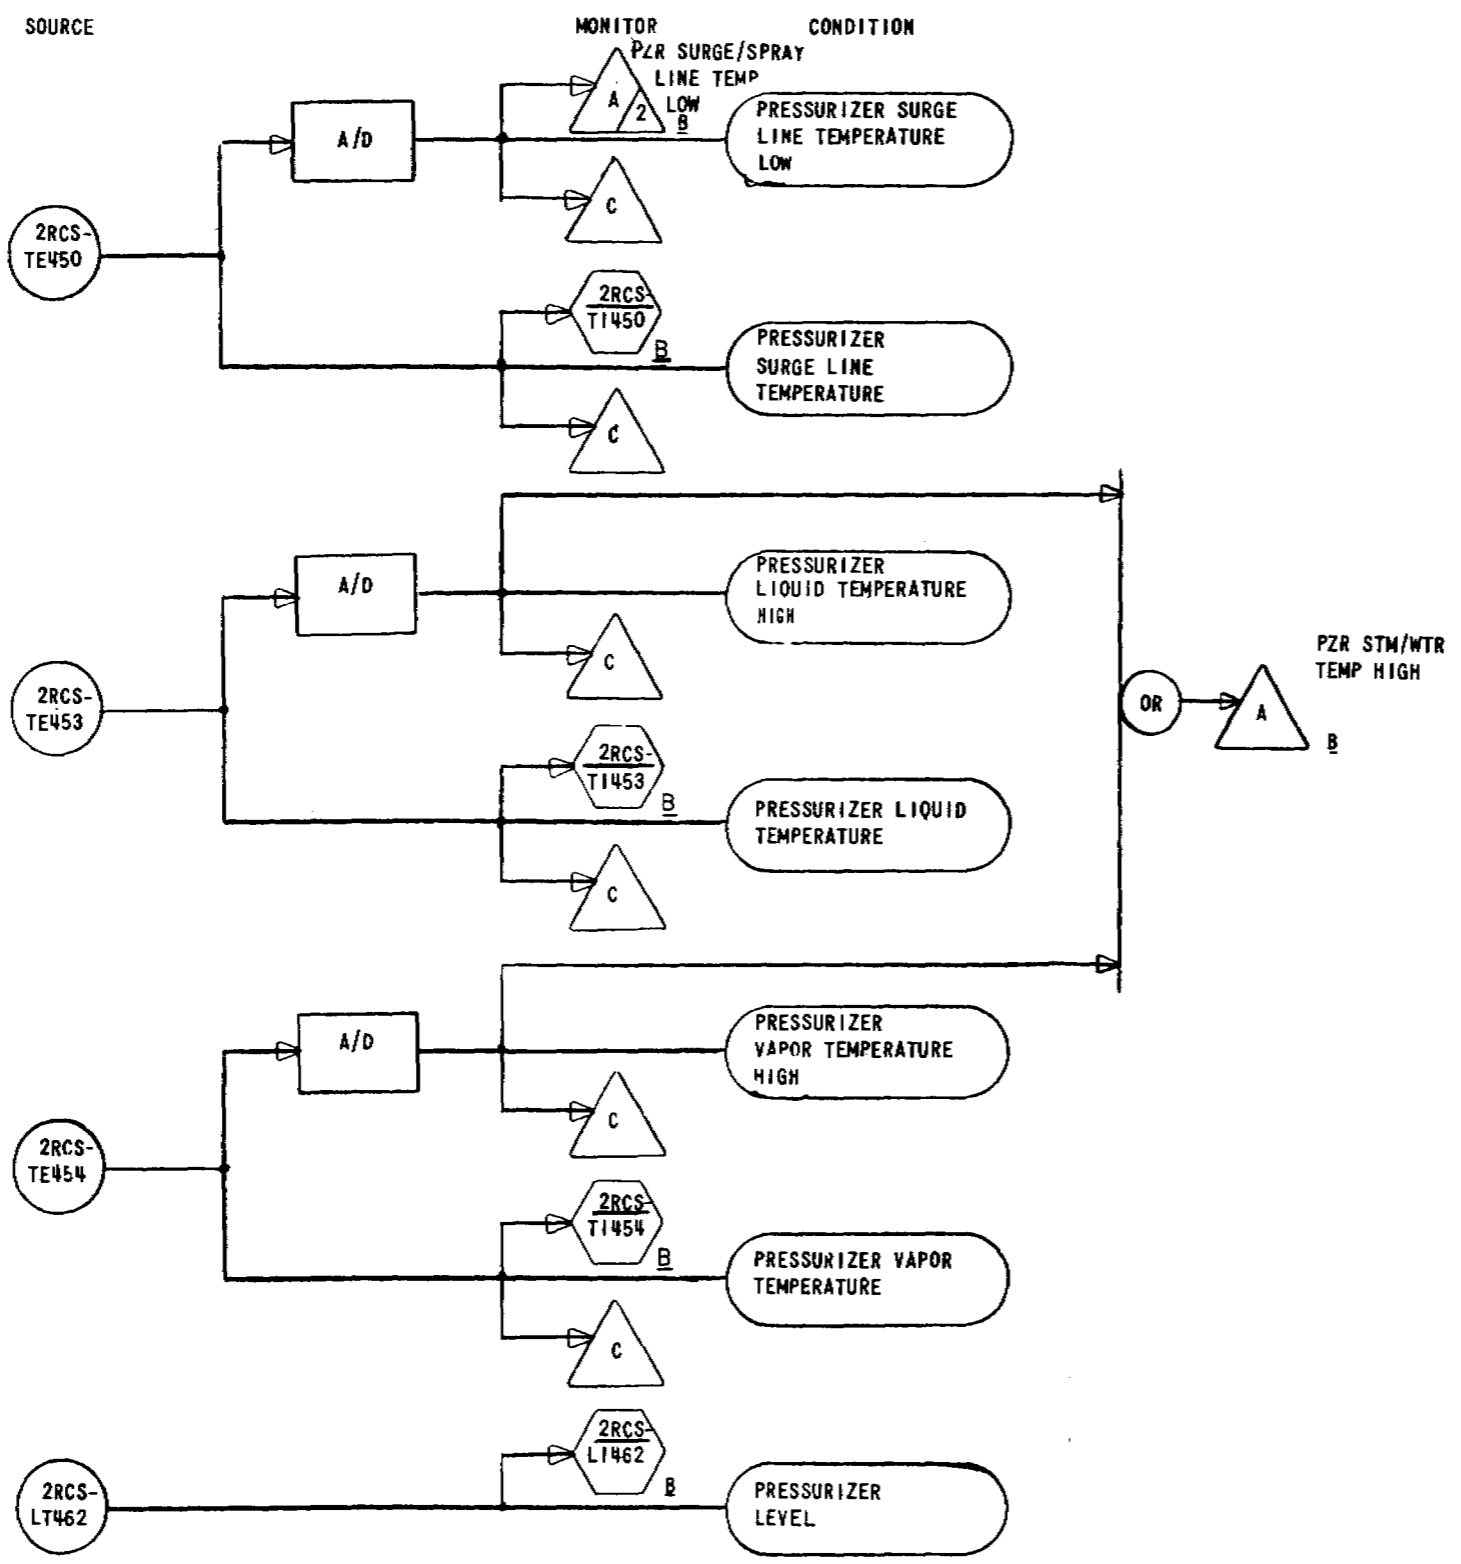 SOURCE
MONITOR
CONDITION
PZR SURGE/SPRAY
LINE TEMP
LOW
B
A
2
A/D
PRESSURIZER SURGE
LINE TEMPERATURE
LOW
C
2RCS-
TE450
2RCS-
TI450
B
PRESSURIZER
SURGE LINE
TEMPERATURE
C
A/D
PRESSURIZER
LIQUID TEMPERATURE
HIGH
C
PZR STM/WTR
TEMP HIGH
2RCS-
TE453
OR
A
B
2RCS-
TI453
B
PRESSURIZER LIQUID
TEMPERATURE
C
A/D
PRESSURIZER
VAPOR TEMPERATURE
HIGH
C
2RCS-
TE454
2RCS-
TI454
B
PRESSURIZER VAPOR
TEMPERATURE
C
2RCS-
LI462
B
2RCS-
LT462
PRESSURIZER
LEVEL